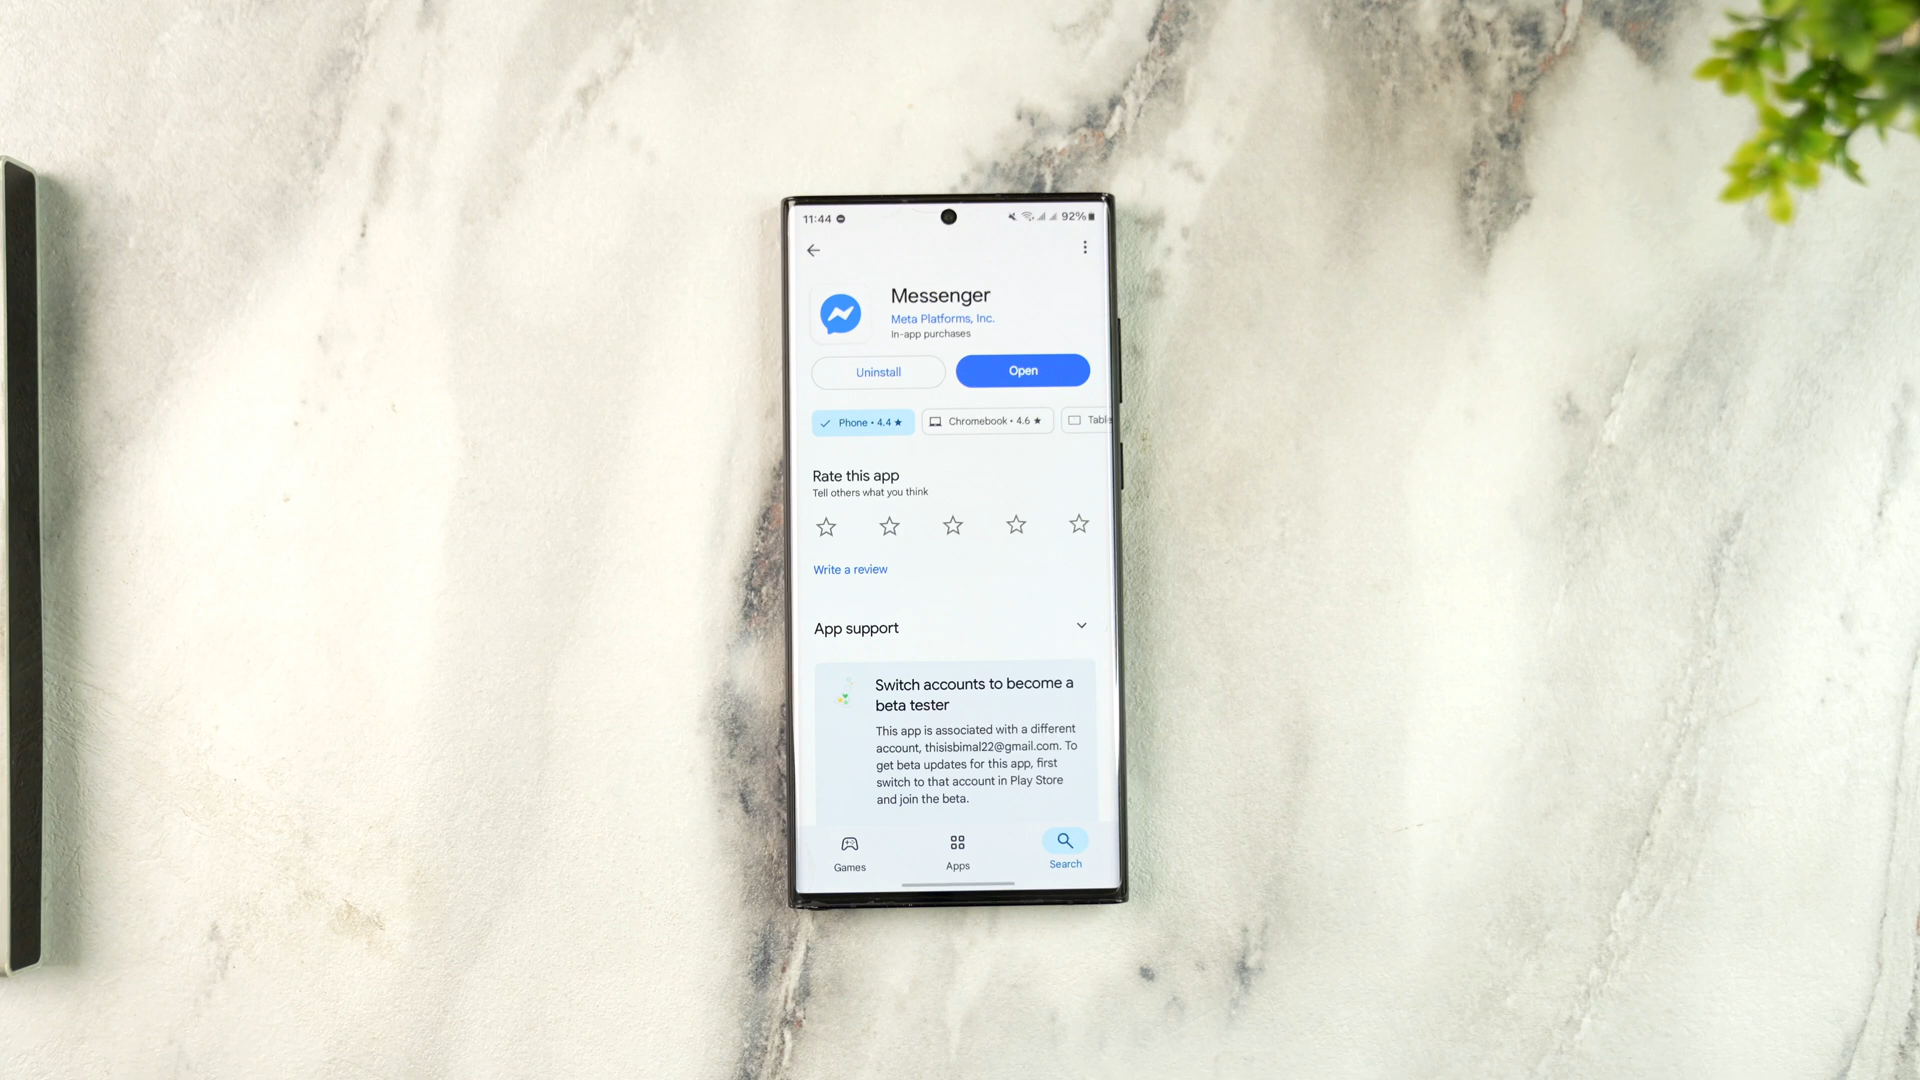 11:44
92%
Messenger
Meta Platforms, Inc.
In-app purchases
Uninstall
Open
Phone • 4.4 ★
Chromebook • 4.6 ★
Rate this app
Tell others what you think
Write a review
App support
Switch accounts to become a
beta tester
This app is associated with a different
account, thisisbimal22@gmail.com. To
get beta updates for this app, first
switch to that account in Play Store
and join the beta.
Games
Apps
Search